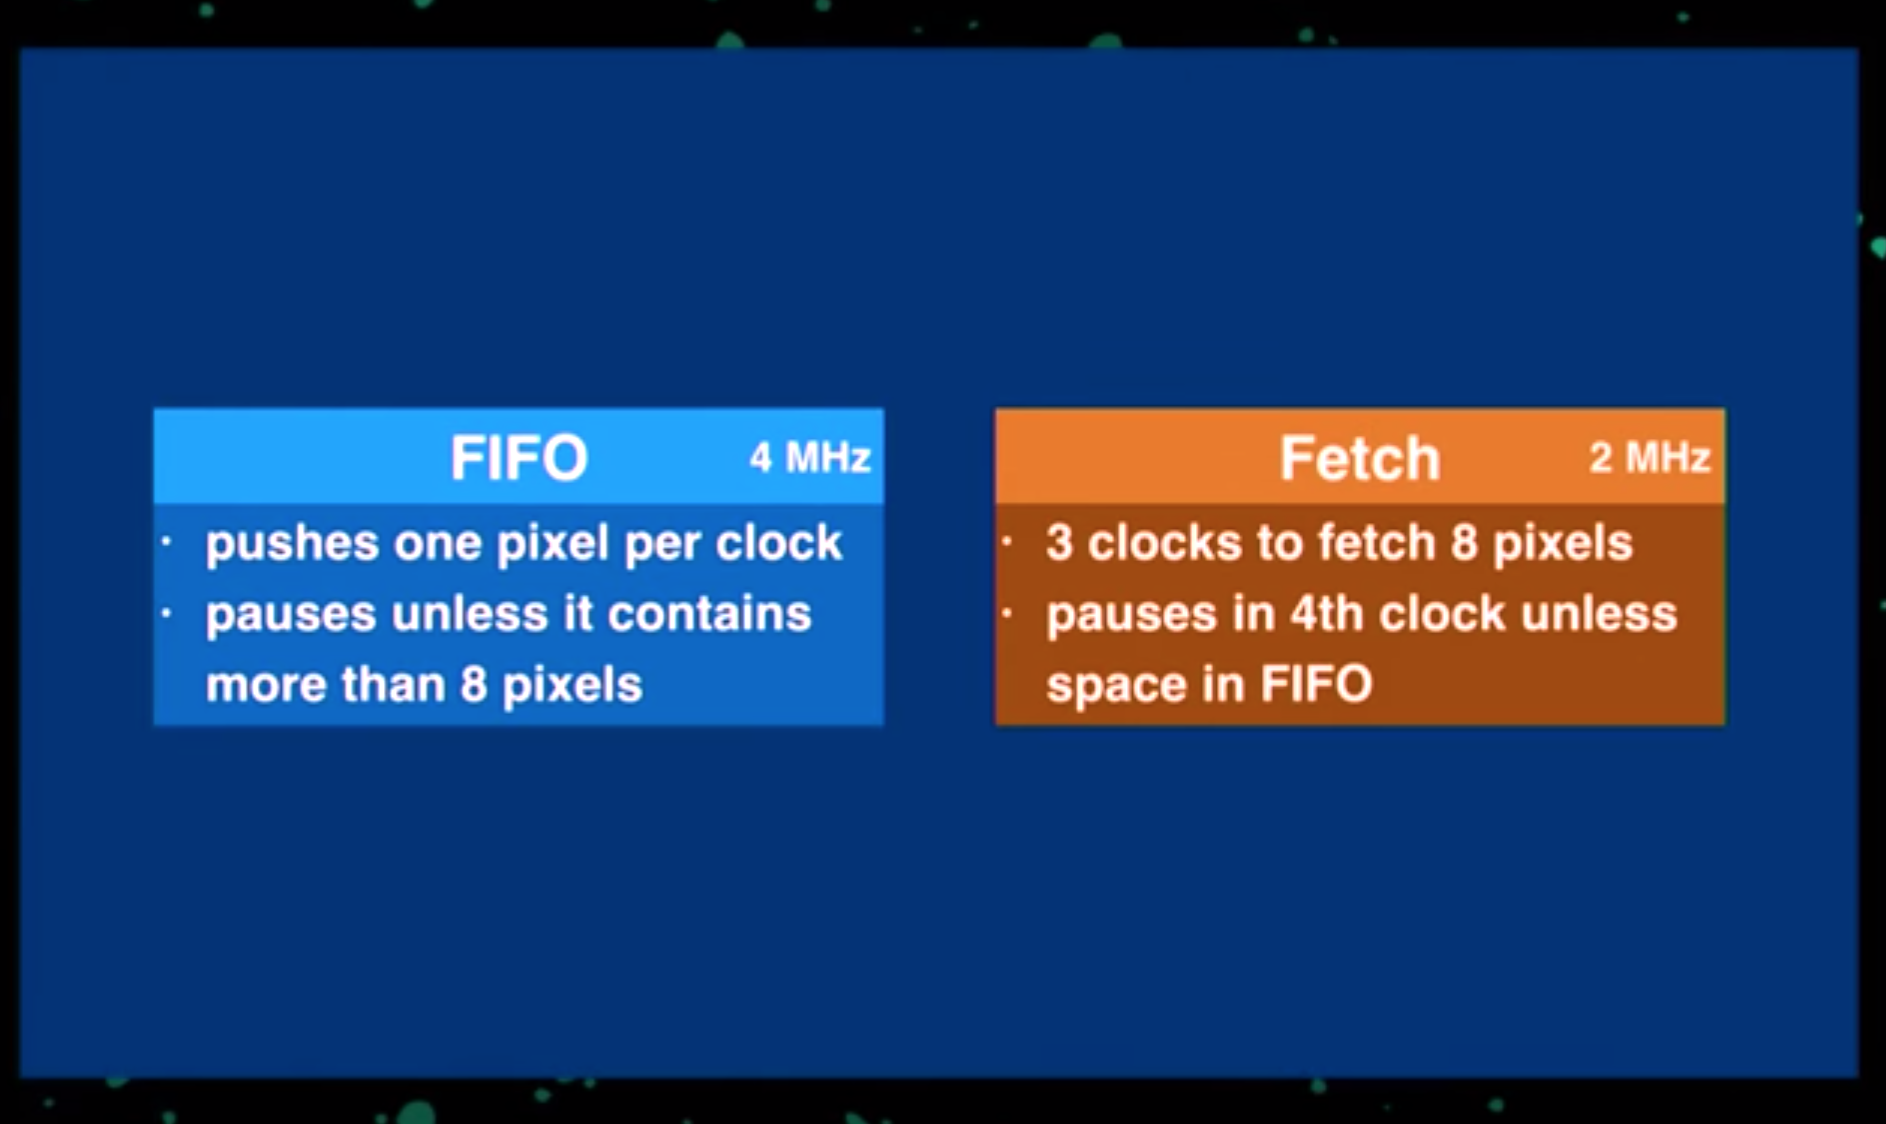 FIFO 4 MHz
· pushes one pixel per clock
· pauses unless it contains
more than 8 pixels
Fetch 2 MHz
· 3 clocks to fetch 8 pixels
· pauses in 4th clock unless
space in FIFO